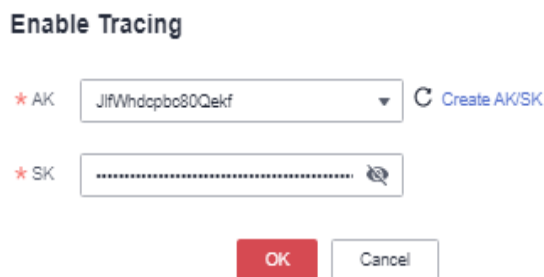 Enable Tracing
* AK JlfWhdcpbc80Qekf Create AK/SK
* SK ••••••••••••••••••••••••••••••••••••••••••••••••
OK Cancel